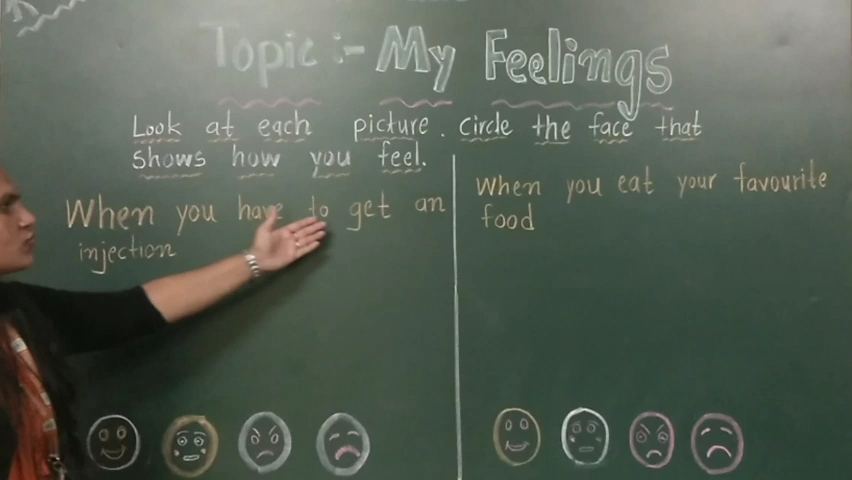 Topic :- My Feelings
Look at each picture. Circle the face that
shows how you feel.
When you have to get an
injection
When you eat your favourite
food